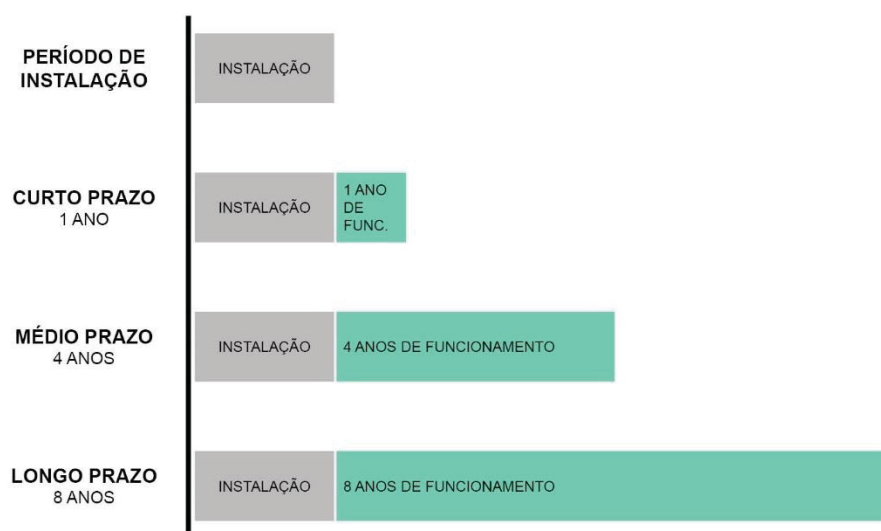 PERÍODO DE
INSTALAÇÃO
INSTALAÇÃO
CURTO PRAZO
1 ANO
INSTALAÇÃO
1 ANO
DE
FUNC.
MÉDIO PRAZO
4 ANOS
INSTALAÇÃO
4 ANOS DE FUNCIONAMENTO
LONGO PRAZO
8 ANOS
INSTALAÇÃO
8 ANOS DE FUNCIONAMENTO